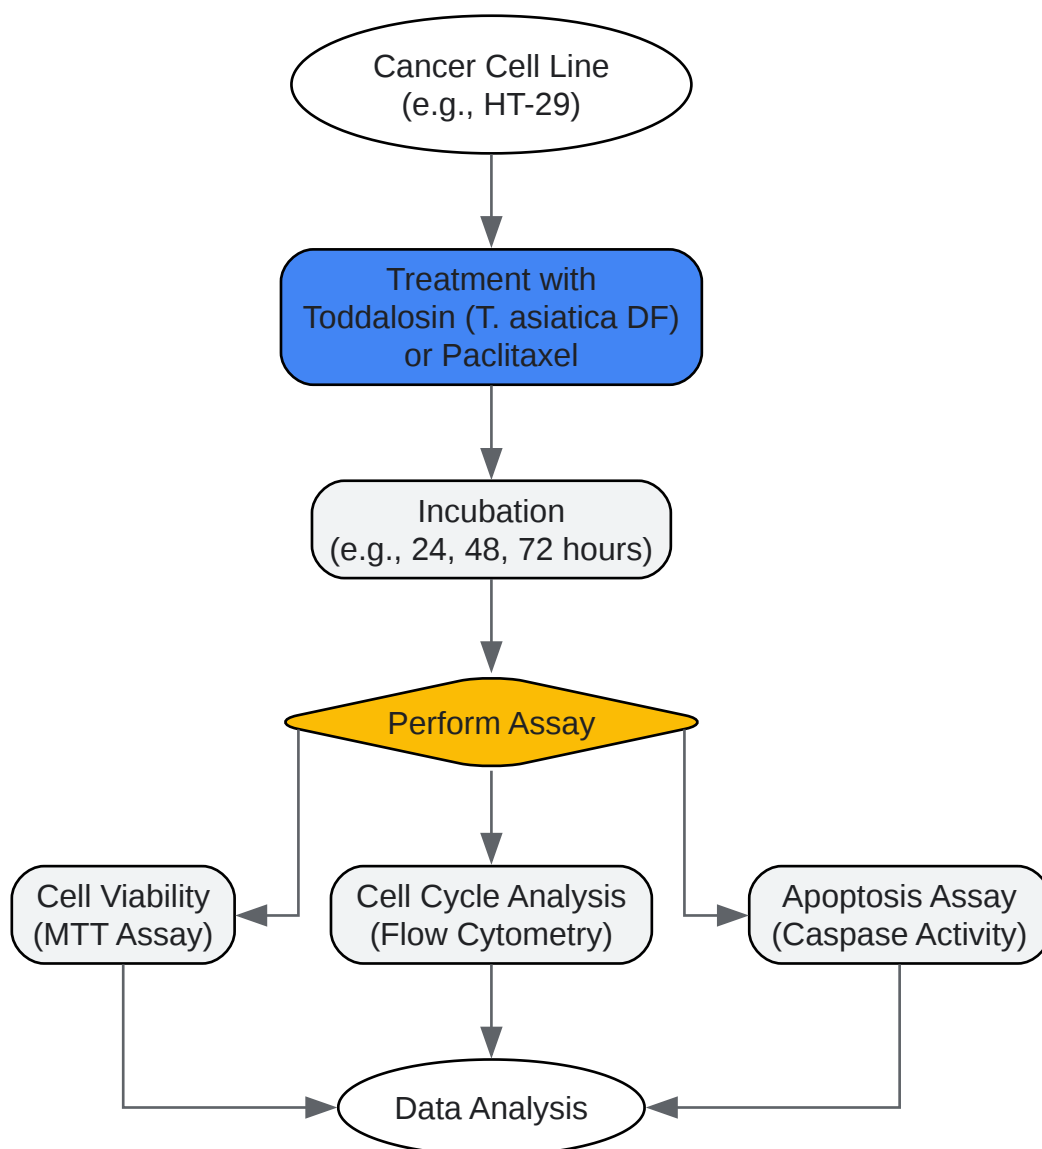 Cancer Cell Line
(e.g., HT-29)
Treatment with
Toddalosin (T. asiatica DF)
or Paclitaxel
Incubation
(e.g., 24, 48, 72 hours)
Perform Assay
Cell Viability
(MTT Assay)
Cell Cycle Analysis
(Flow Cytometry)
Apoptosis Assay
(Caspase Activity)
Data Analysis